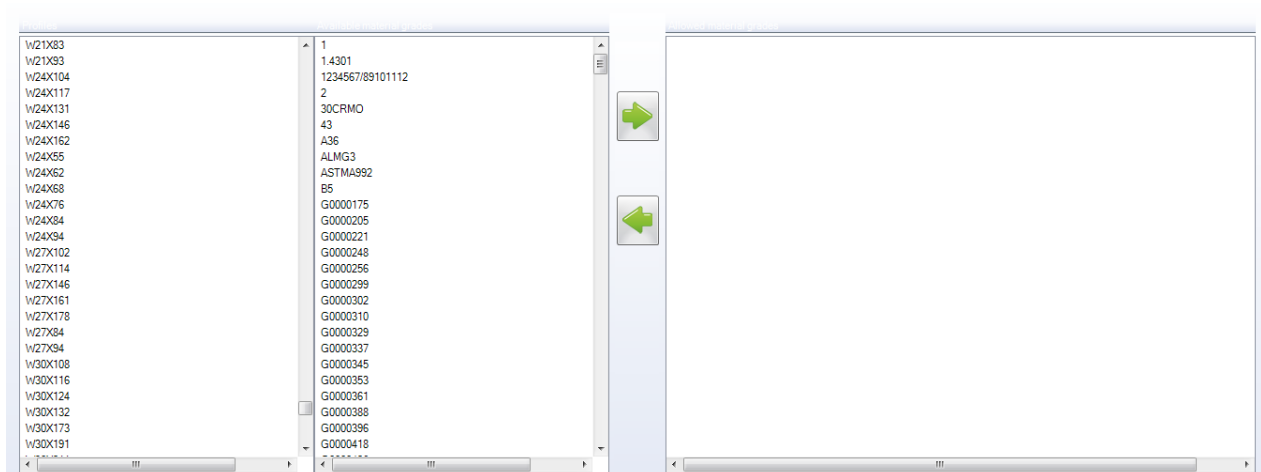 W21X83
W21X93
W24X104
W24X117
W24X131
W24X146
W24X162
W24X55
W24X62
W24X68
W24X76
W24X84
W24X94
W27X102
W27X114
W27X146
W27X161
W27X178
W27X84
W27X94
W30X108
W30X116
W30X124
W30X132
W30X173
W30X191
1
1.4301
1234567/89101112
2
30CRMO
43
A36
ALMG3
ASTMA992
B5
G0000175
G0000205
G0000221
G0000248
G0000256
G0000299
G0000302
G0000310
G0000329
G0000337
G0000345
G0000353
G0000361
G0000388
G0000396
G0000418